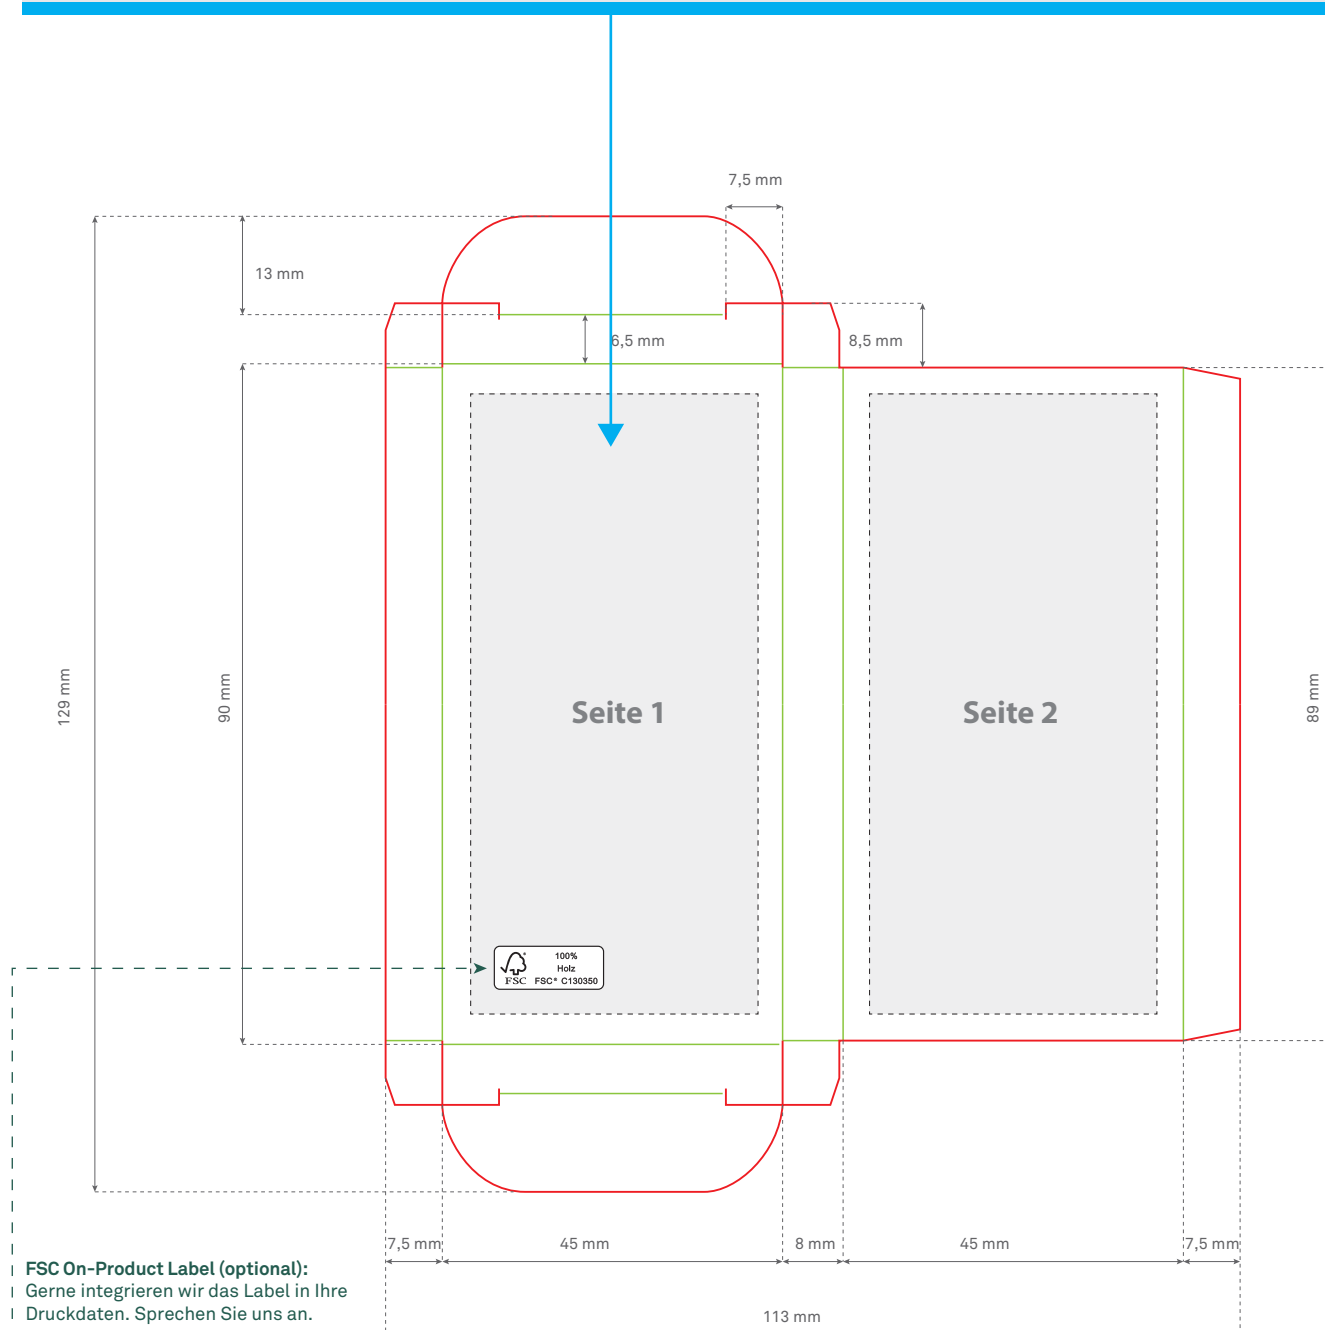 7,5 mm
13 mm
6,5 mm
8,5 mm
129 mm
90 mm
89 mm
Seite 1
Seite 2
100%
Holz
FSC
FSC® C130350
7,5 mm
45 mm
8 mm
45 mm
7,5 mm
113 mm
FSC On-Product Label (optional):
Gerne integrieren wir das Label in Ihre
Druckdaten. Sprechen Sie uns an.